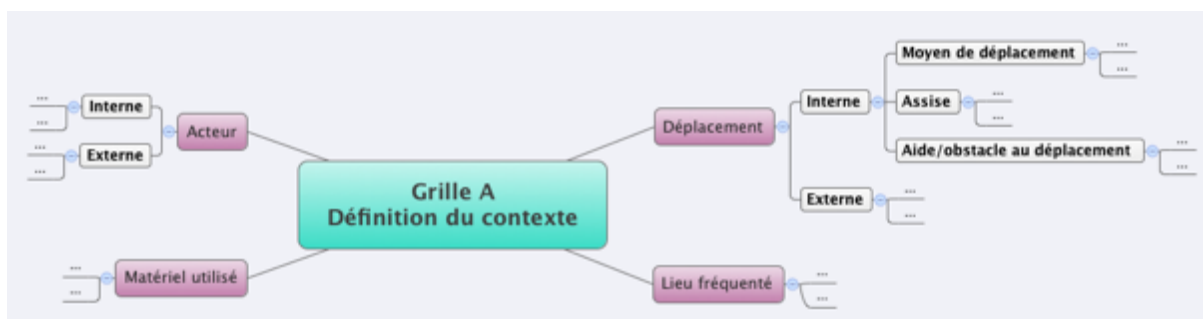 Grille A
Définition du contexte
Acteur
Interne
...
...
Externe
...
...
Matériel utilisé
...
...
Déplacement
Interne
Moyen de déplacement
...
...
Assise
...
...
Aide/obstacle au déplacement
...
...
Externe
...
...
Lieu fréquenté
...
...